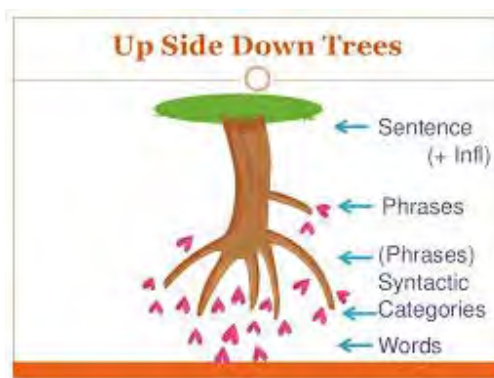 Up Side Down Trees
Sentence
(+ Infl)
Phrases
(Phrases)
Syntactic
Categories
Words